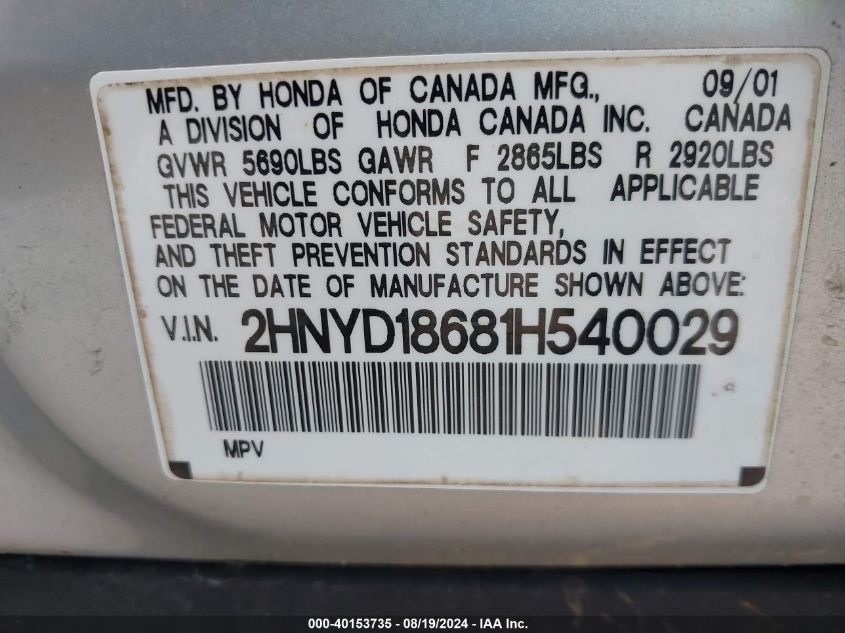 MFD. BY HONDA OF CANADA MFG., 09/01
A DIVISION OF HONDA CANADA INC. CANADA
GVWR 5690LBS GAWR F 2865LBS R 2920LBS
THIS VEHICLE CONFORMS TO ALL APPLICABLE
FEDERAL MOTOR VEHICLE SAFETY,
AND THEFT PREVENTION STANDARDS IN EFFECT
ON THE DATE OF MANUFACTURE SHOWN ABOVE:
V.I.N. 2HNYD18681H540029
MPV
000-40153735 - 08/19/2024 - IAA Inc.